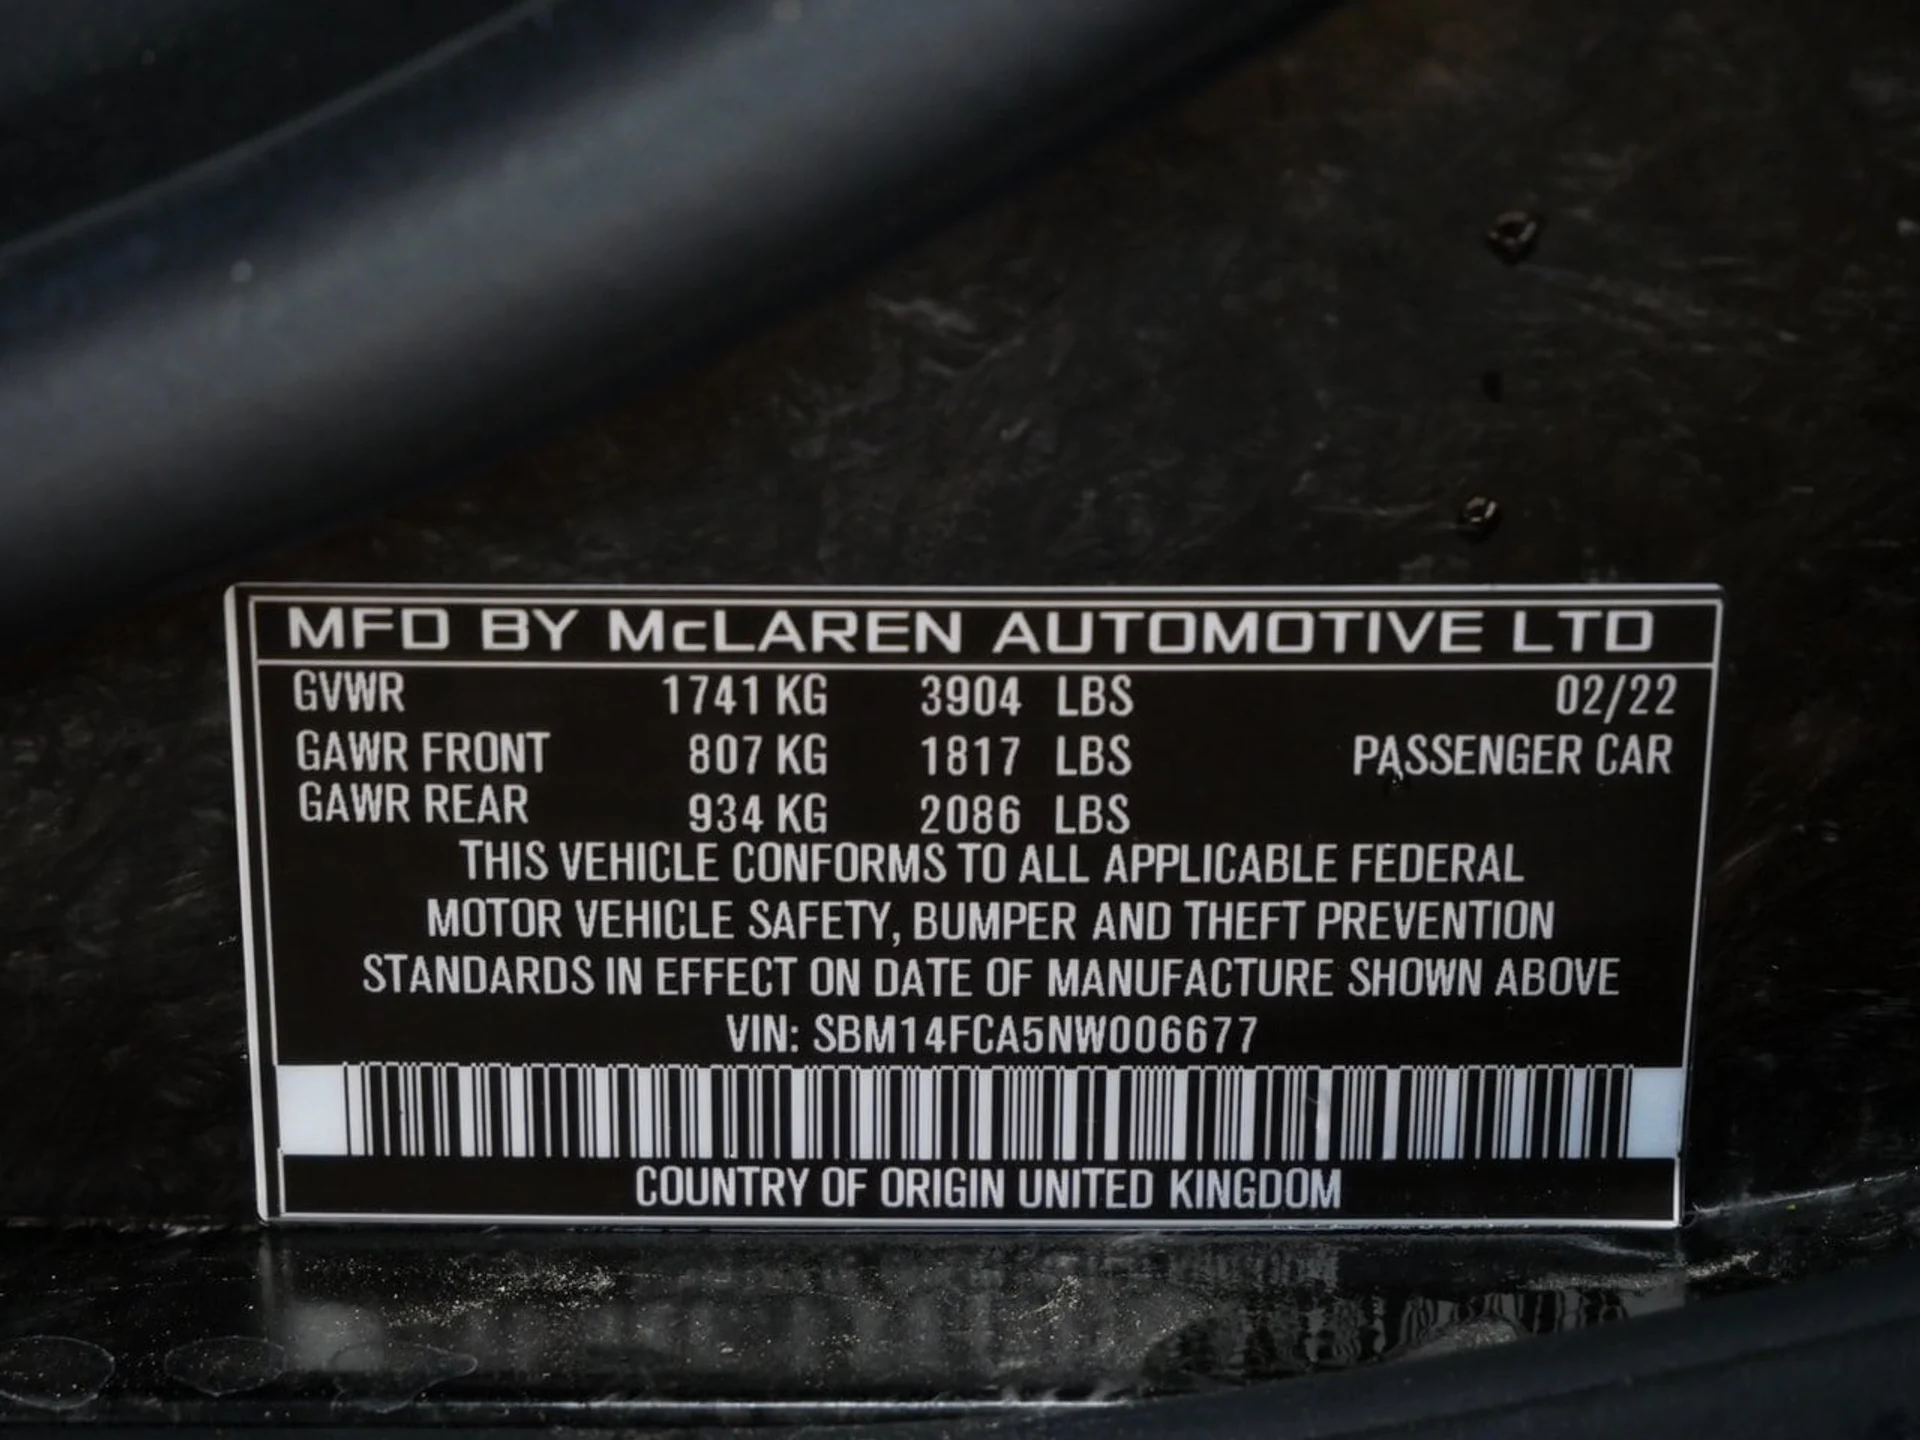 MFD BY McLAREN AUTOMOTIVE LTD
GVWR 1741 KG 3904 LBS 02/22
GAWR FRONT 807 KG 1817 LBS PASSENGER CAR
GAWR REAR 934 KG 2086 LBS
THIS VEHICLE CONFORMS TO ALL APPLICABLE FEDERAL
MOTOR VEHICLE SAFETY, BUMPER AND THEFT PREVENTION
STANDARDS IN EFFECT ON DATE OF MANUFACTURE SHOWN ABOVE
VIN: SBM14FCA5NW006677
COUNTRY OF ORIGIN UNITED KINGDOM